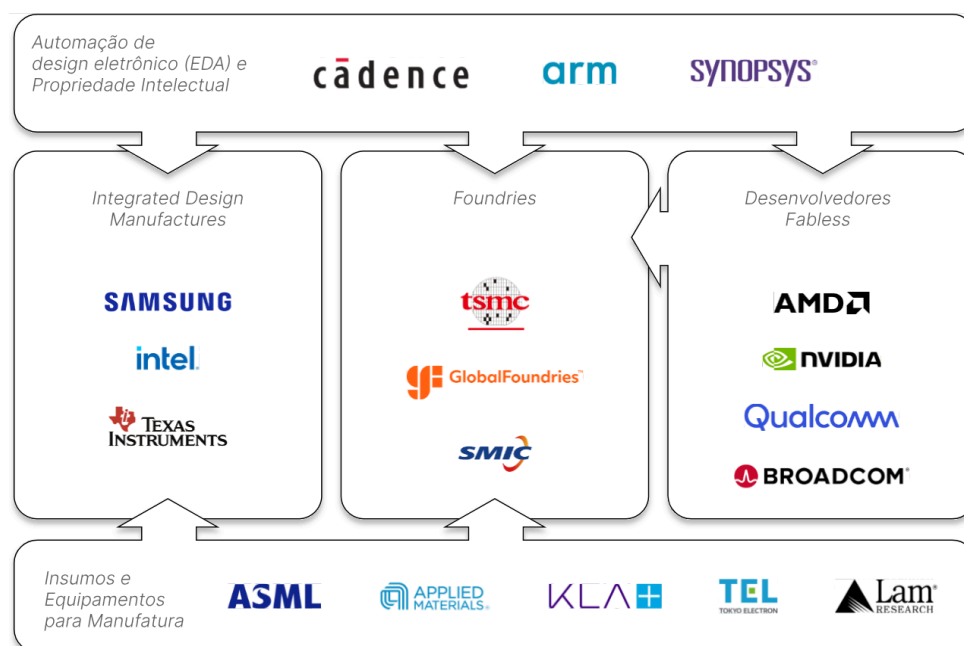 Automação de
design eletrônico (EDA) e
Propriedade Intelectual
cādence
arm
SYNOPSYS®
Integrated Design
Manufactures
Foundries
Desenvolvedores
Fabless
SAMSUNG
intel.
TEXAS
INSTRUMENTS
tsmc
GF GlobalFoundries™
SMIC
AMD
NVIDIA
Qualcomm
BROADCOM®
Insumos e
Equipamentos
para Manufatura
ASML
APPLIED
MATERIALS®
KLA
TEL
TOKYO ELECTRON
Lam®
RESEARCH